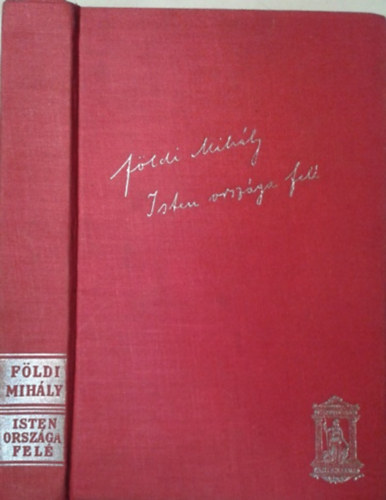 Földi Mihály
Isten országa felé
FÖLDI
MIHÁLY
ISTEN
ORSZÁGA
FELÉ